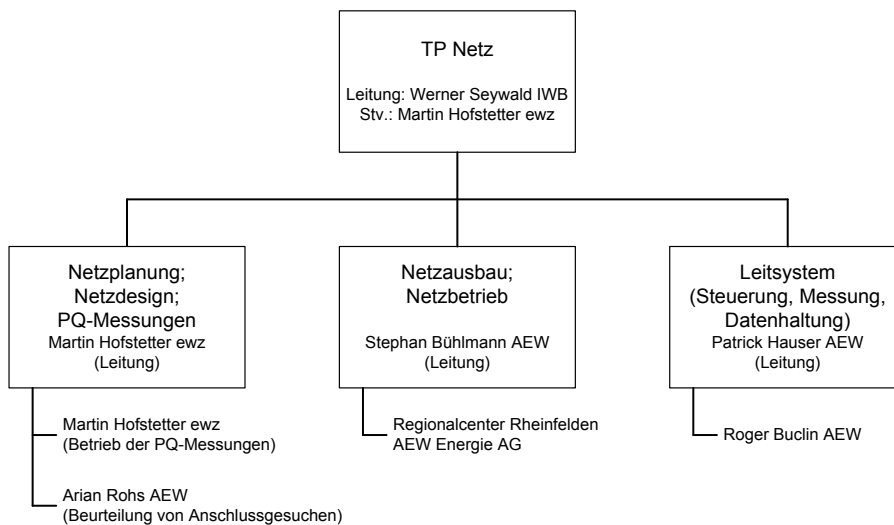 TP Netz
Leitung: Werner Seywald IWB
Stv.: Martin Hofstetter ewz
Netzplanung;
Netzdesign;
PQ-Messungen
Martin Hofstetter ewz
(Leitung)
Martin Hofstetter ewz
(Betrieb der PQ-Messungen)
Arian Rohs AEW
(Beurteilung von Anschlussgesuchen)
Netzausbau;
Netzbetrieb
Stephan Bühlmann AEW
(Leitung)
Regionalcenter Rheinfelden
AEW Energie AG
Leitsystem
(Steuerung, Messung,
Datenhaltung)
Patrick Hauser AEW
(Leitung)
Roger Buclin AEW